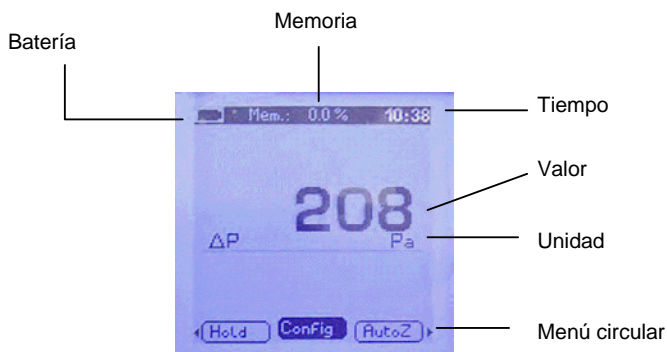 Memoria
Batería
Tiempo
Mem.: 0.0 % 10:38
Valor
208
ΔP Pa
Unidad
Hold Config AutoZ
Menú circular